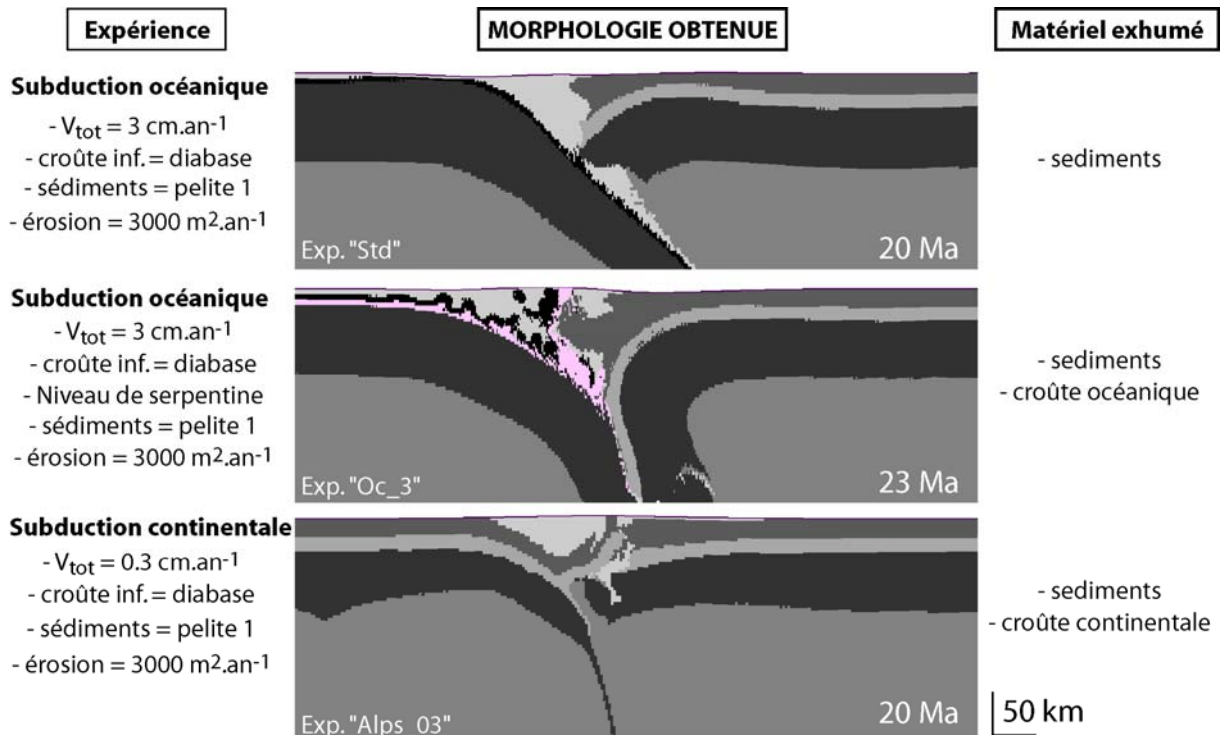 Expérience
MORPHOLOGIE OBTENUE
Matériel exhumé
Subduction océanique
- Vtot = 3 cm.an-1
- croûte inf. = diabase
- sédiments = pelite 1
- érosion = 3000 m2.an-1
Exp. "Std"
20 Ma
- sediments
Subduction océanique
- Vtot = 3 cm.an-1
- croûte inf. = diabase
- Niveau de serpentine
- sédiments = pelite 1
- érosion = 3000 m2.an-1
Exp. "Oc_3"
23 Ma
- sediments
- croûte océanique
Subduction continentale
- Vtot = 0.3 cm.an-1
- croûte inf. = diabase
- sédiments = pelite 1
- érosion = 3000 m2.an-1
Exp. "Alps_03"
20 Ma
- sediments
- croûte continentale
50 km